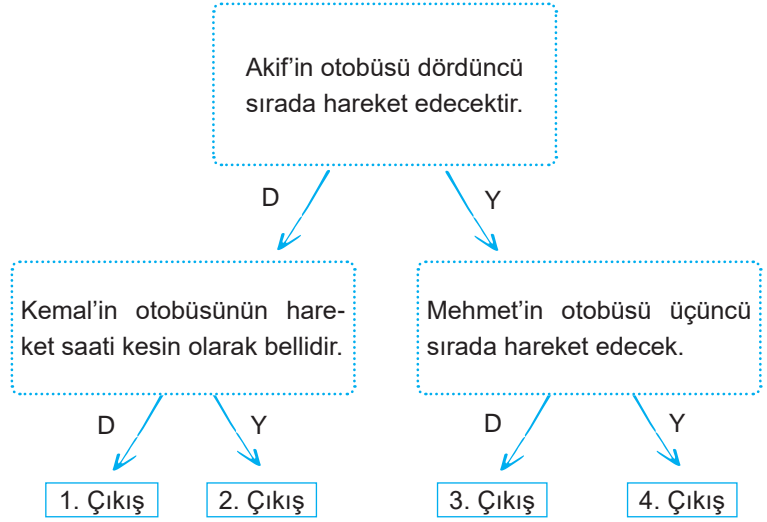 Akif’in otobüsü dördüncü
sırada hareket edecektir.
D
Y
Kemal’in otobüsünün hare-
ket saati kesin olarak bellidir.
Mehmet’in otobüsü üçüncü
sırada hareket edecek.
D
Y
D
Y
1. Çıkış
2. Çıkış
3. Çıkış
4. Çıkış